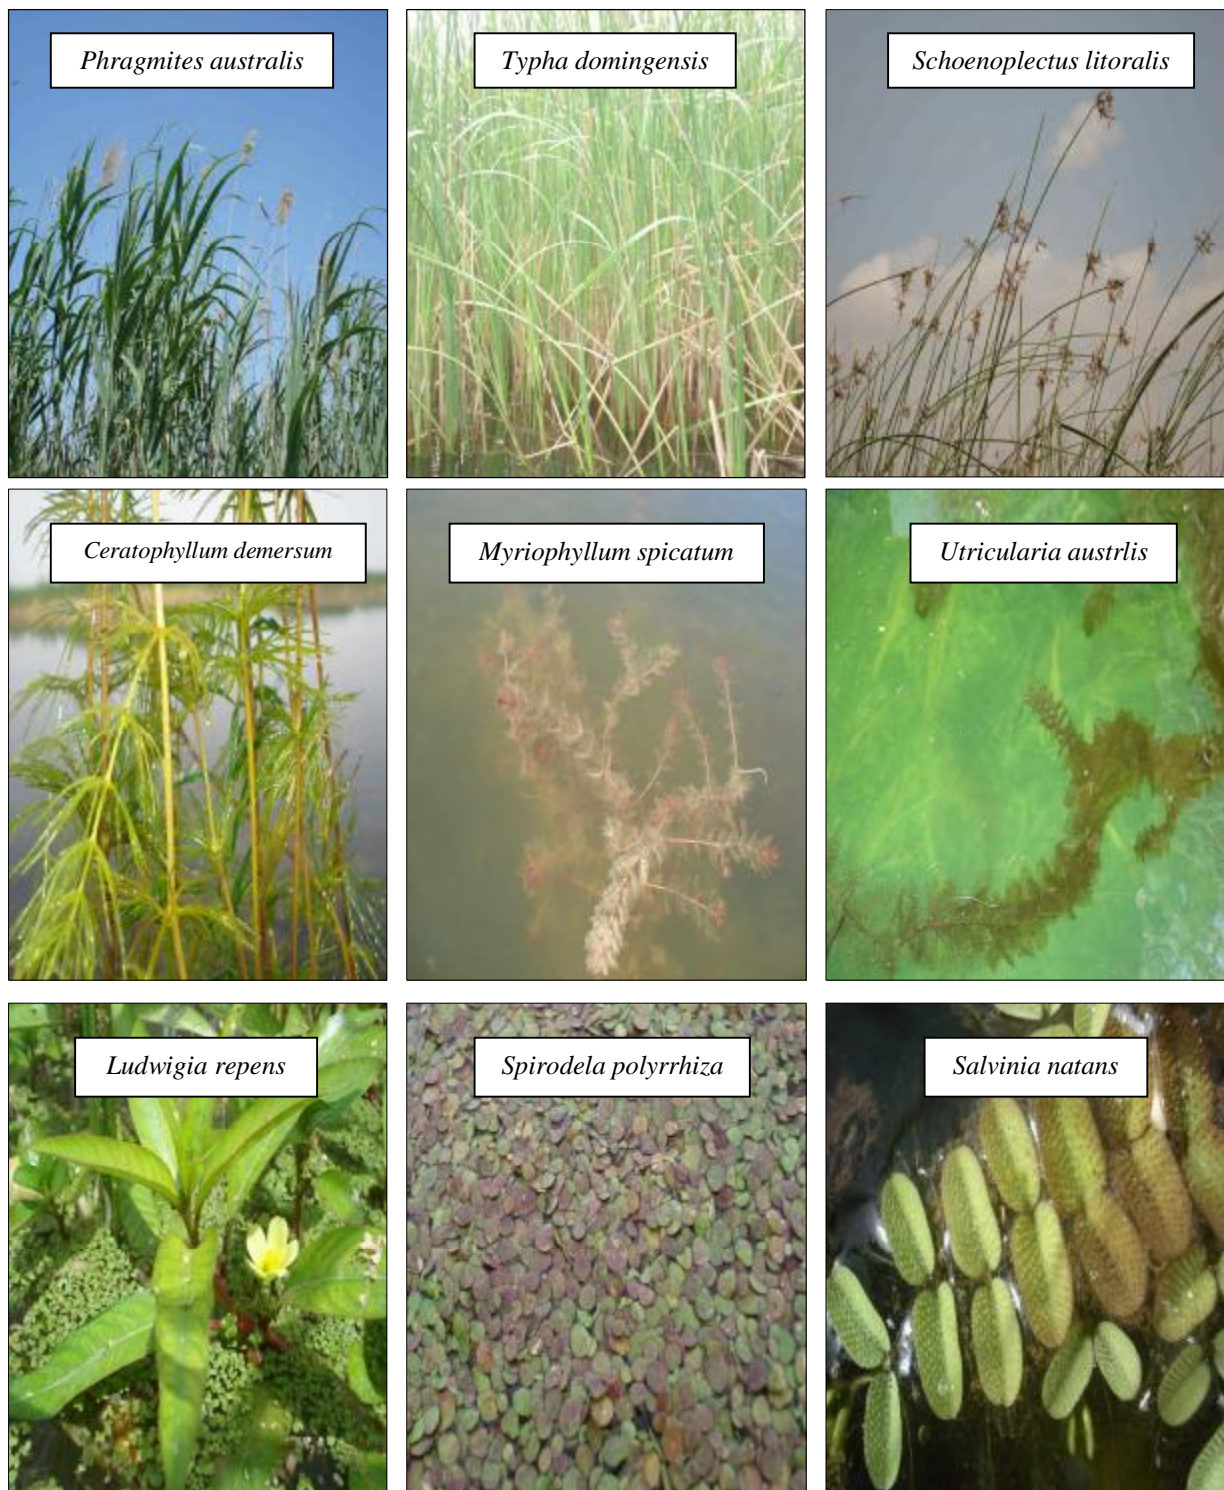 Phragmites australis
Typha domingensis
Schoenoplectus litoralis
Ceratophyllum demersum
Myriophyllum spicatum
Utricularia austrlis
Ludwigia repens
Spirodela polyrrhiza
Salvinia natans